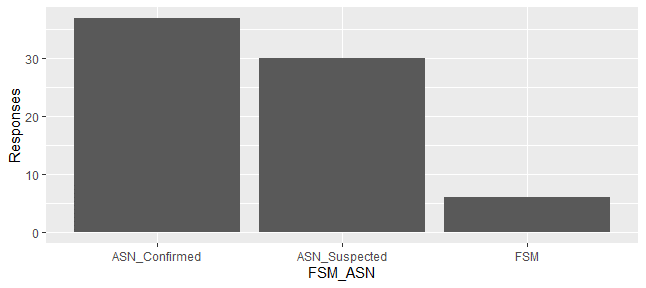 Responses
30
20
10
0
ASN_Confirmed ASN_Suspected FSM
FSM_ASN